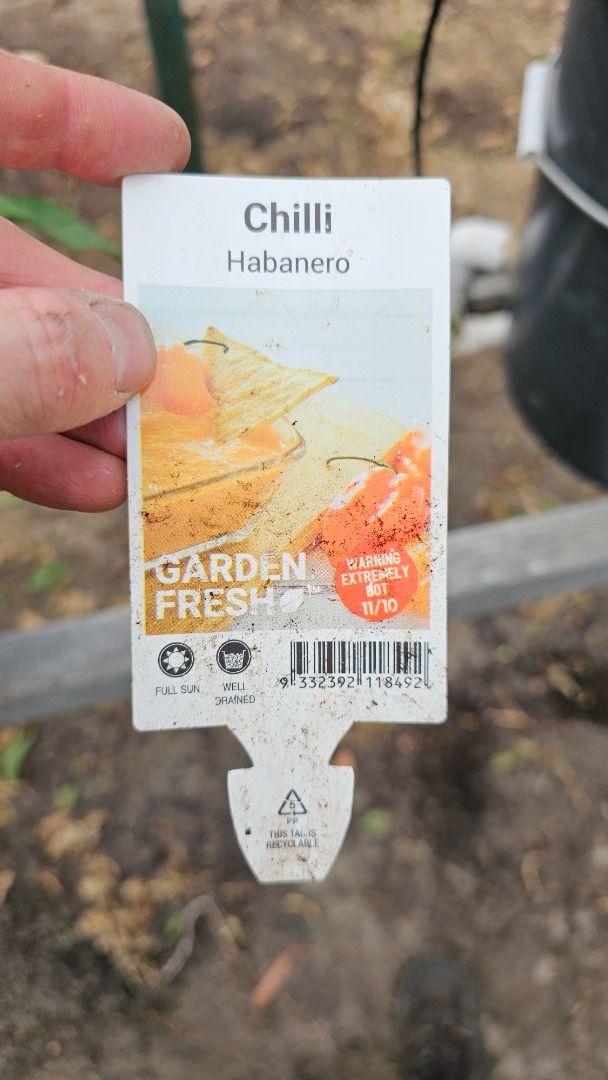 Chilli
Habanero
GARDEN
FRESH™
WARNING
EXTREMELY
HOT
11/10
FULL SUN
WELL
DRAINED
9 332392 118492
5
PP
THIS TAG IS
RECYCLABLE